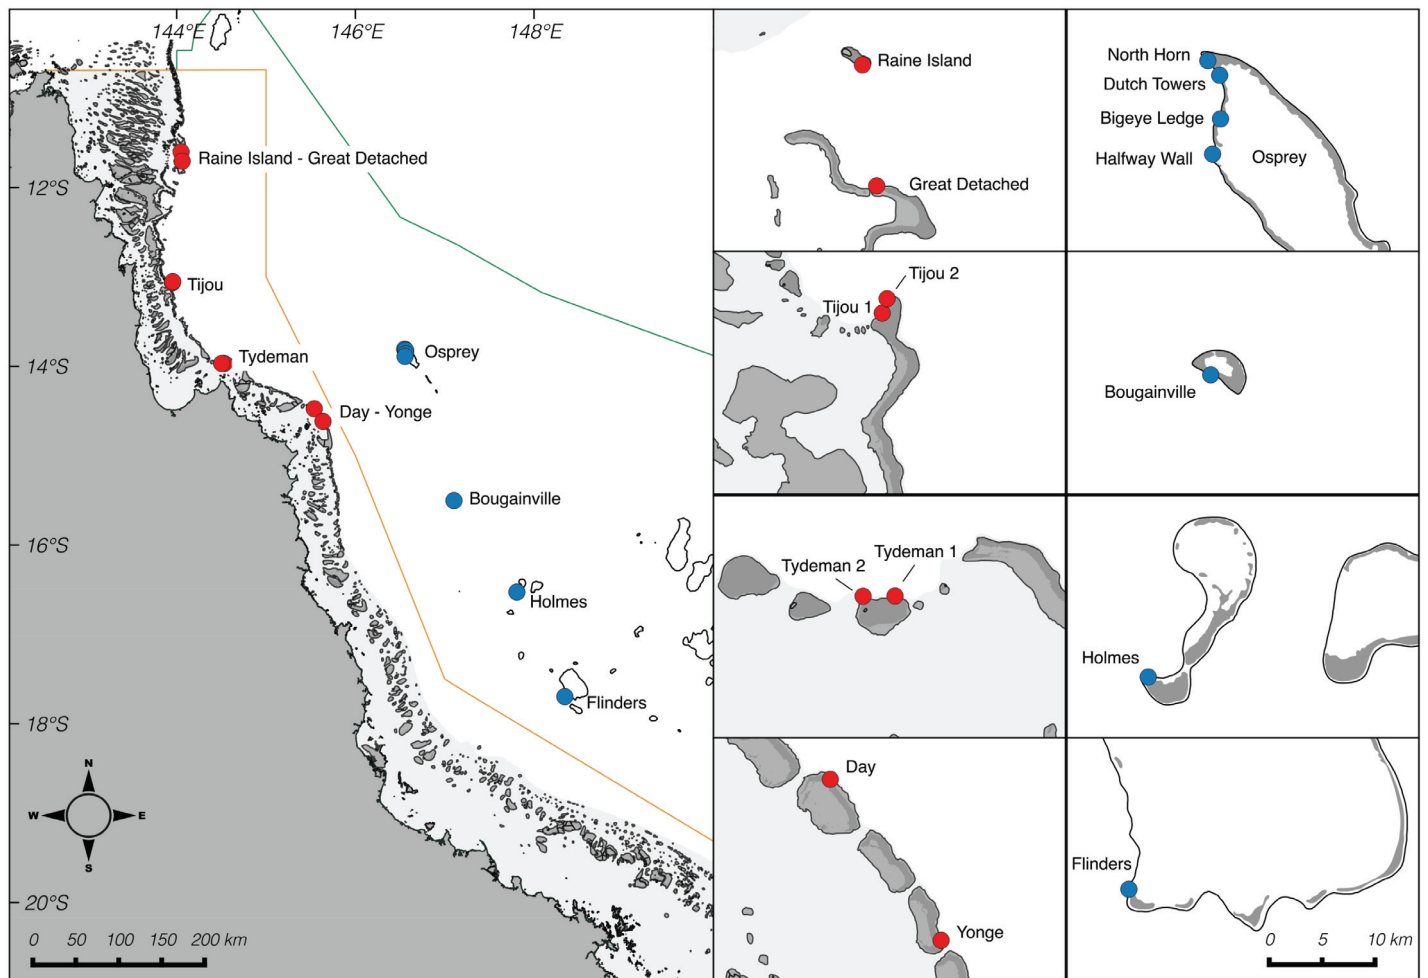 144°E
146°E
148°E
12°S
14°S
16°S
18°S
20°S
Raine Island - Great Detached
Tijou
Tydeman
Day - Yonge
Osprey
Bougainville
Holmes
Flinders
N
W
E
S
0 50 100 150 200 km
Raine Island
Great Detached
Tijou 2
Tijou 1
Tydeman 1
Tydeman 2
Day
Yonge
North Horn
Dutch Towers
Bigeye Ledge
Halfway Wall
Osprey
Bougainville
Holmes
Flinders
0 5 10 km